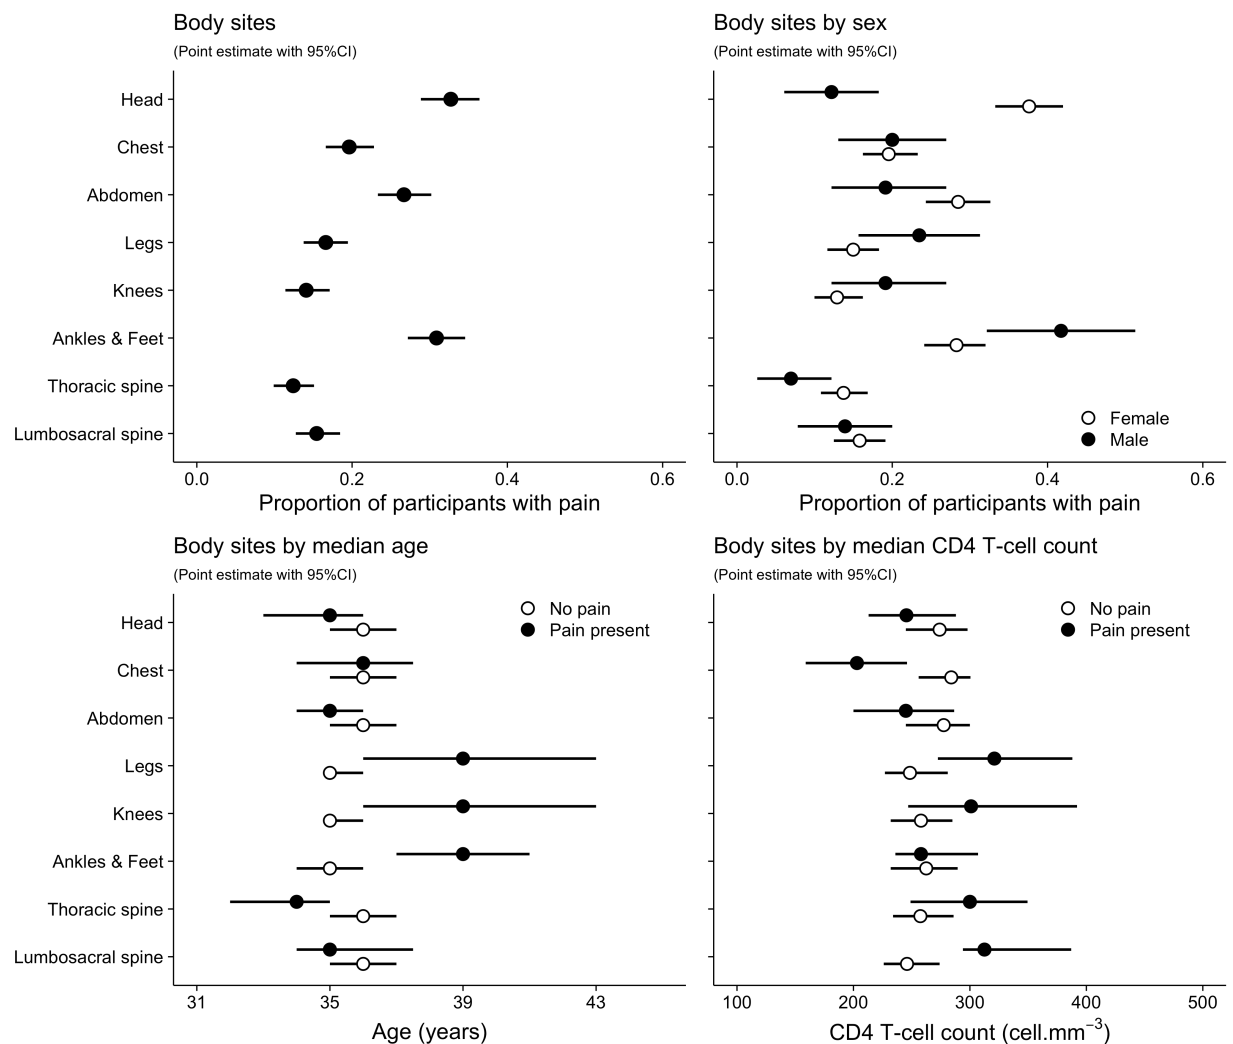 Body sites
(Point estimate with 95%CI)
Head
Chest
Abdomen
Legs
Knees
Ankles & Feet
Thoracic spine
Lumbosacral spine
0.0 0.2 0.4 0.6
Proportion of participants with pain
Body sites by sex
(Point estimate with 95%CI)
Female
Male
0.0 0.2 0.4 0.6
Proportion of participants with pain
Body sites by median age
(Point estimate with 95%CI)
No pain
Pain present
Head
Chest
Abdomen
Legs
Knees
Ankles & Feet
Thoracic spine
Lumbosacral spine
31 35 39 43
Age (years)
Body sites by median CD4 T-cell count
(Point estimate with 95%CI)
No pain
Pain present
100 200 300 400 500
CD4 T-cell count (cell.mm⁻³)